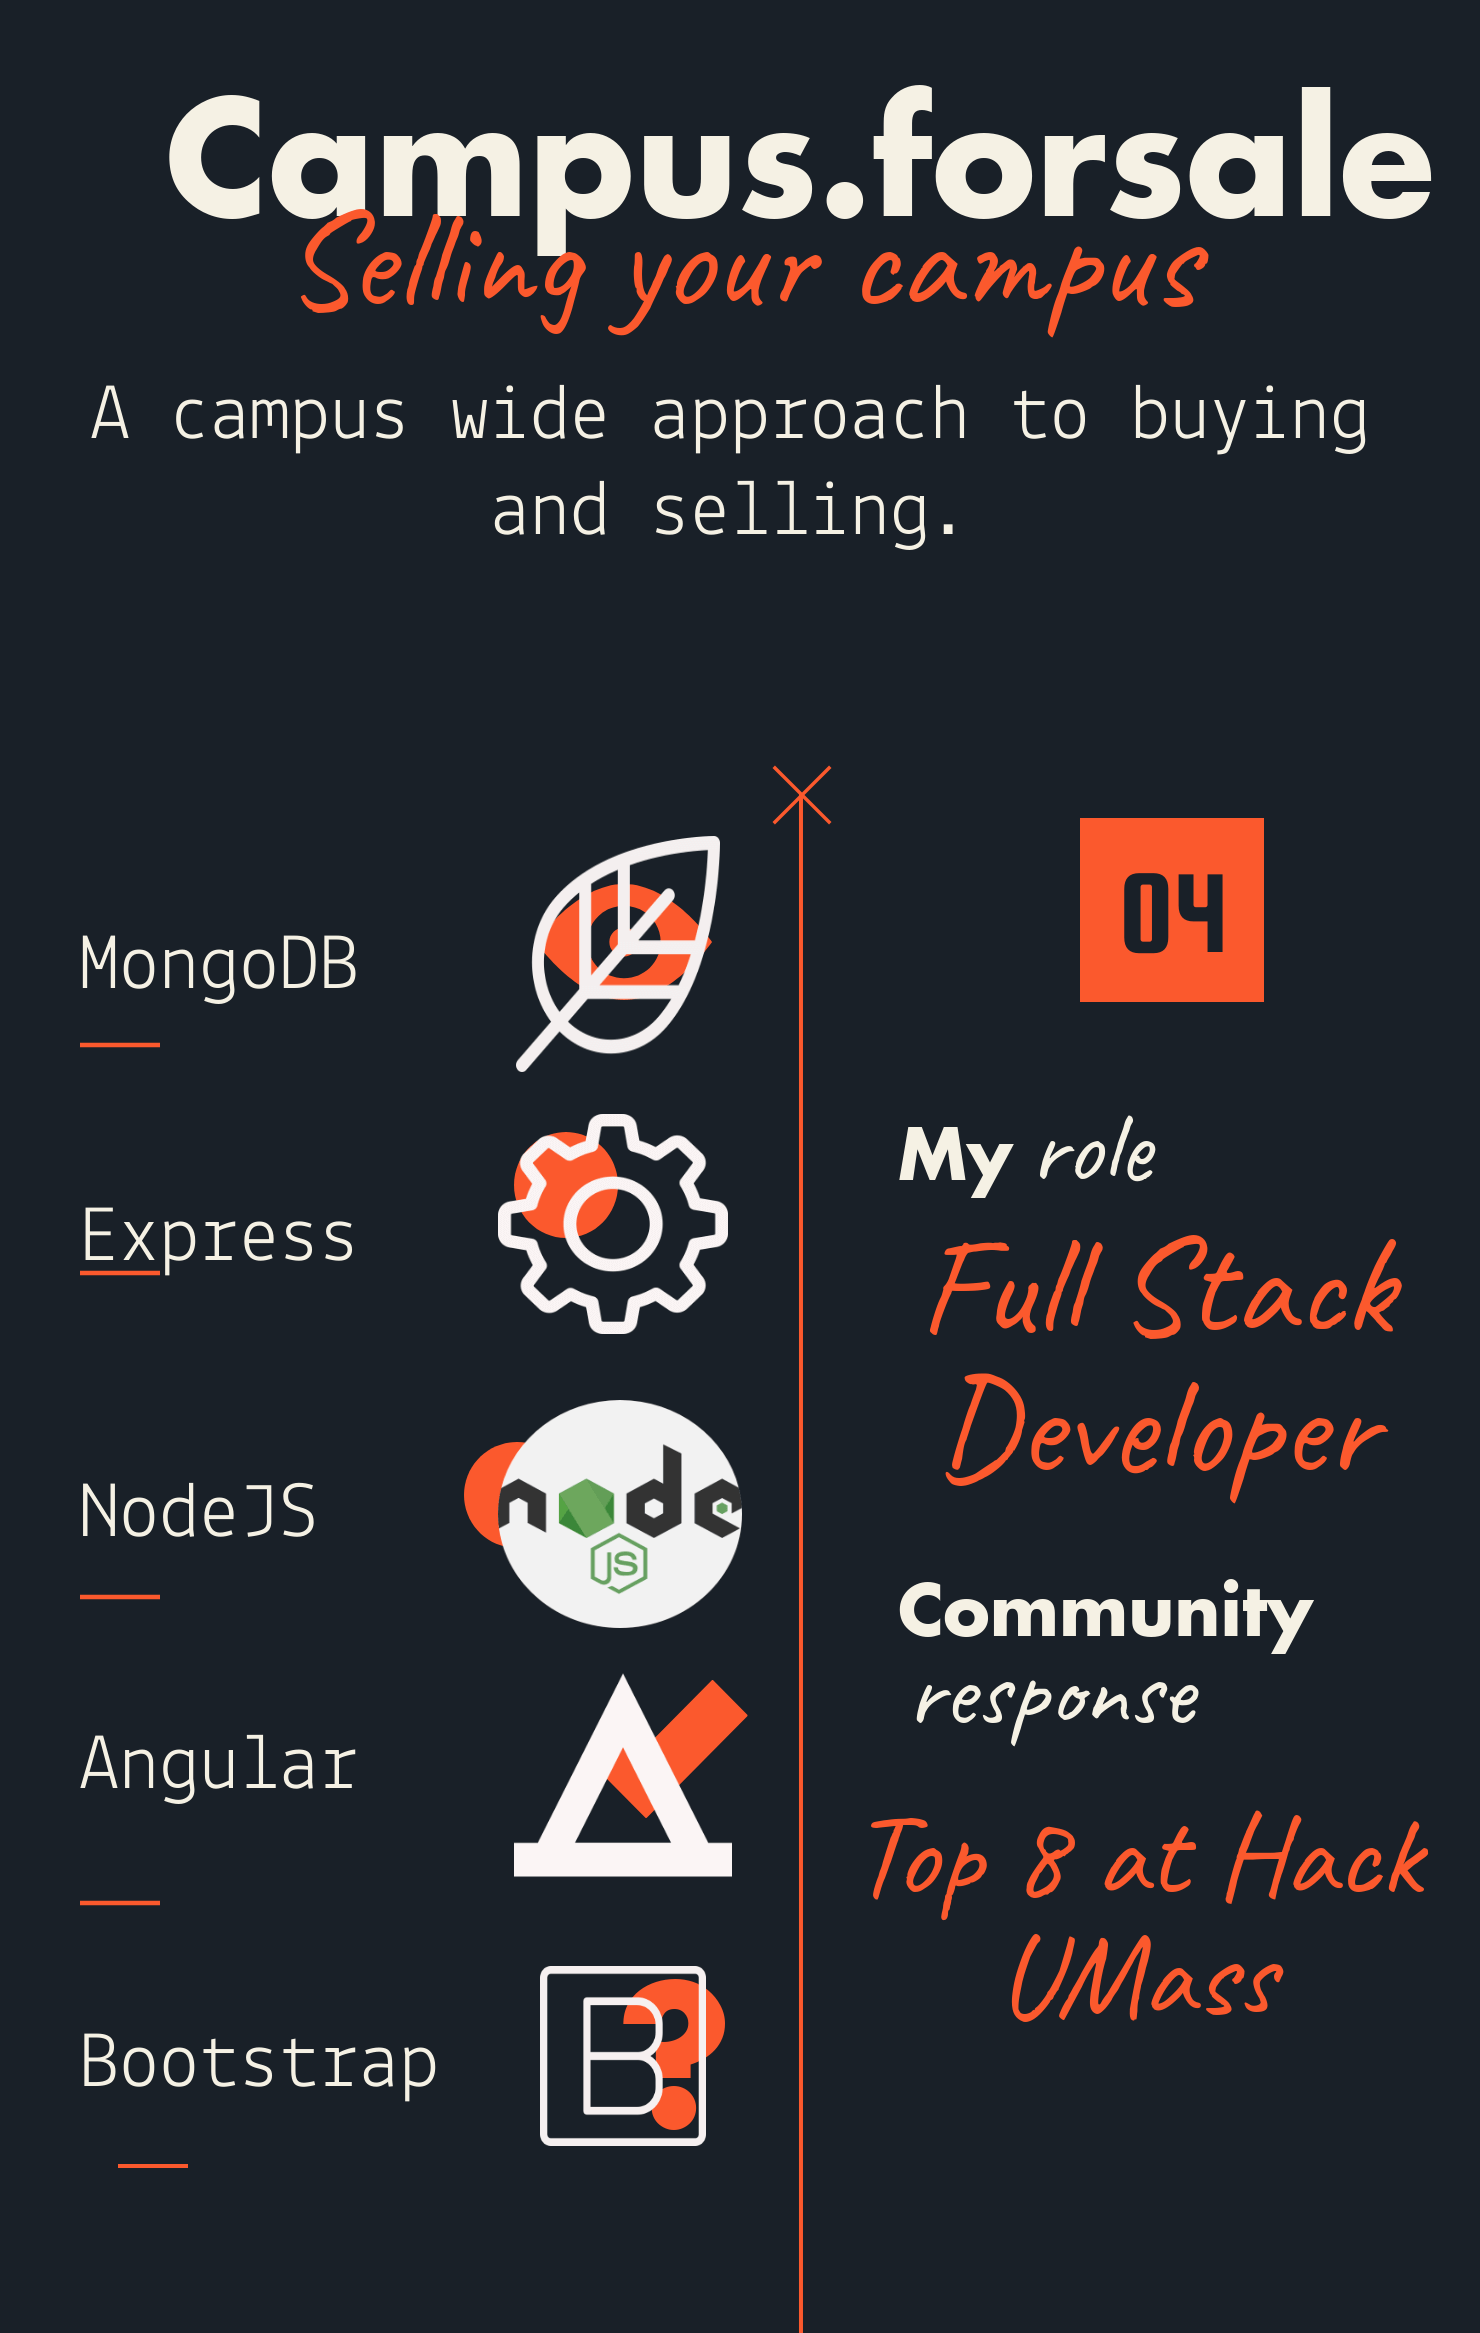 Campus.forsale
Selling your campus
A campus wide approach to buying
and selling.
MongoDB
Express
NodeJS
node
JS
Angular
Bootstrap
B
?
04
My role
Full Stack
Developer
Community
response
Top 8 at Hack
UMass